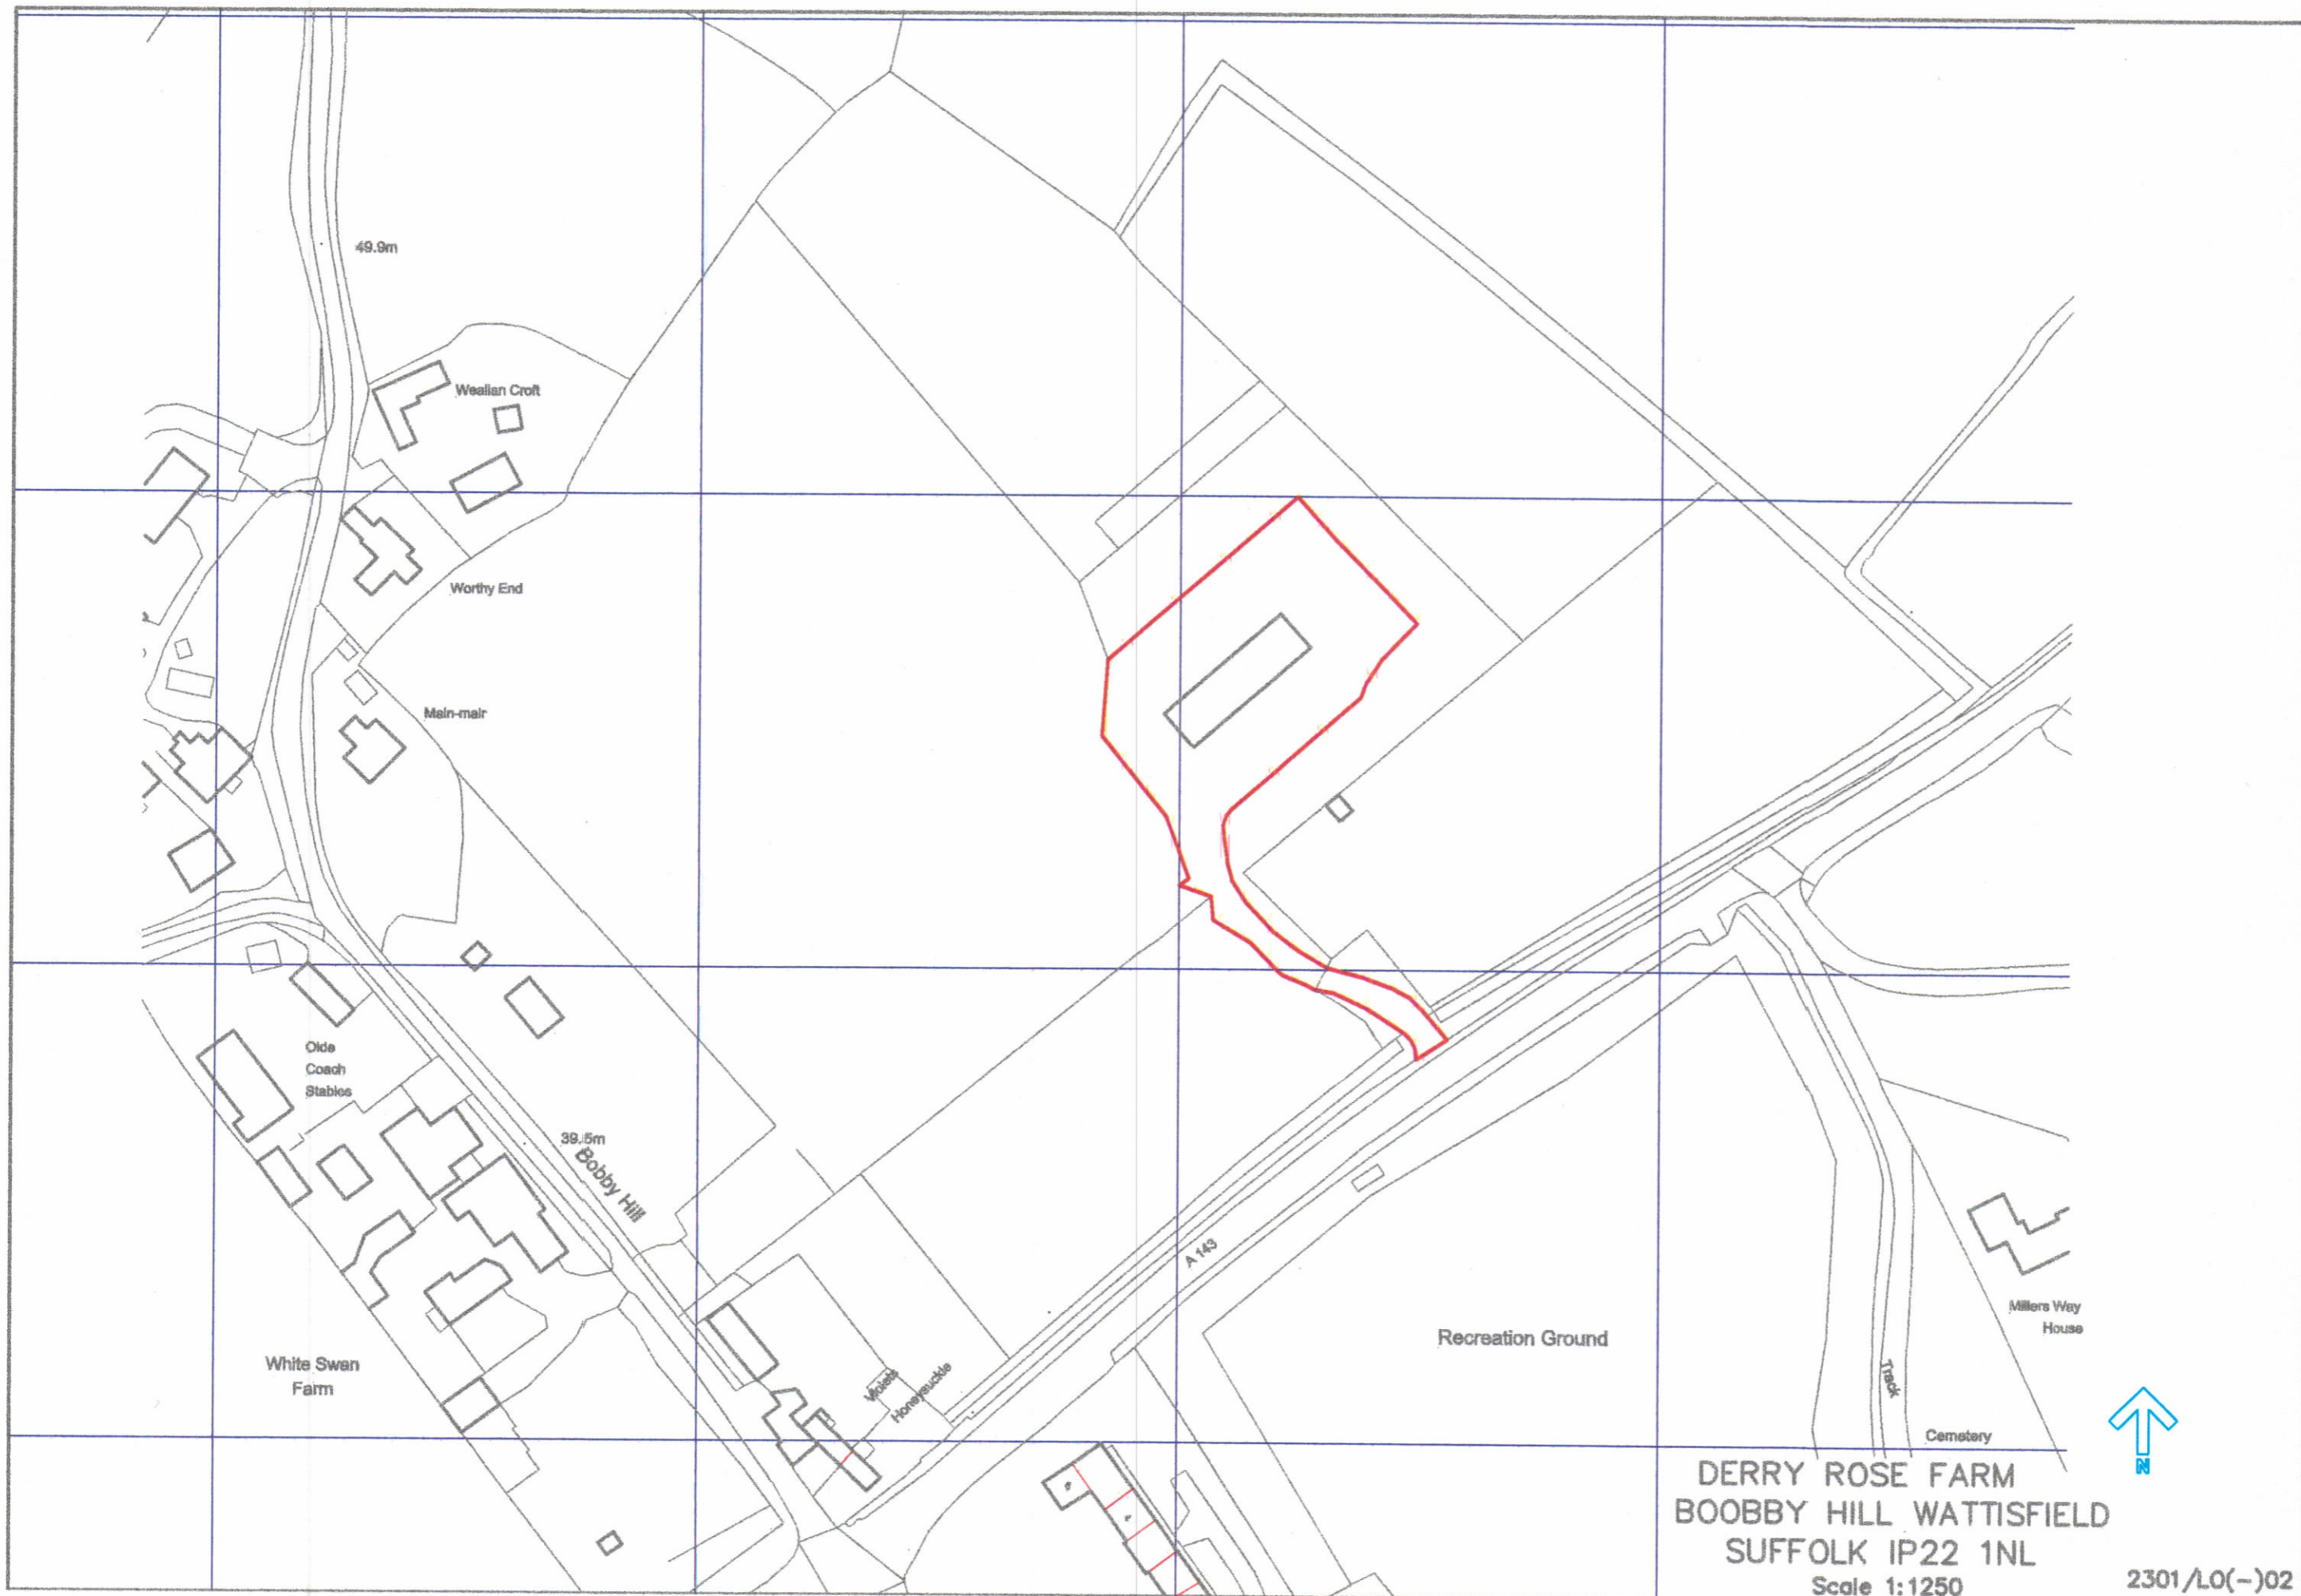 49.9m
Wealian Croft
Worthy End
Main-mair
Olde
Coach
Stables
39.5m
Bobby Hill
A 143
Recreation Ground
Millers Way
House
Track
Violets
Honeysuckle
White Swan
Farm
Cemetery
N
DERRY ROSE FARM
BOOBBY HILL WATTISFIELD
SUFFOLK IP22 1NL
Scale 1:1250
2301/LO(-)02